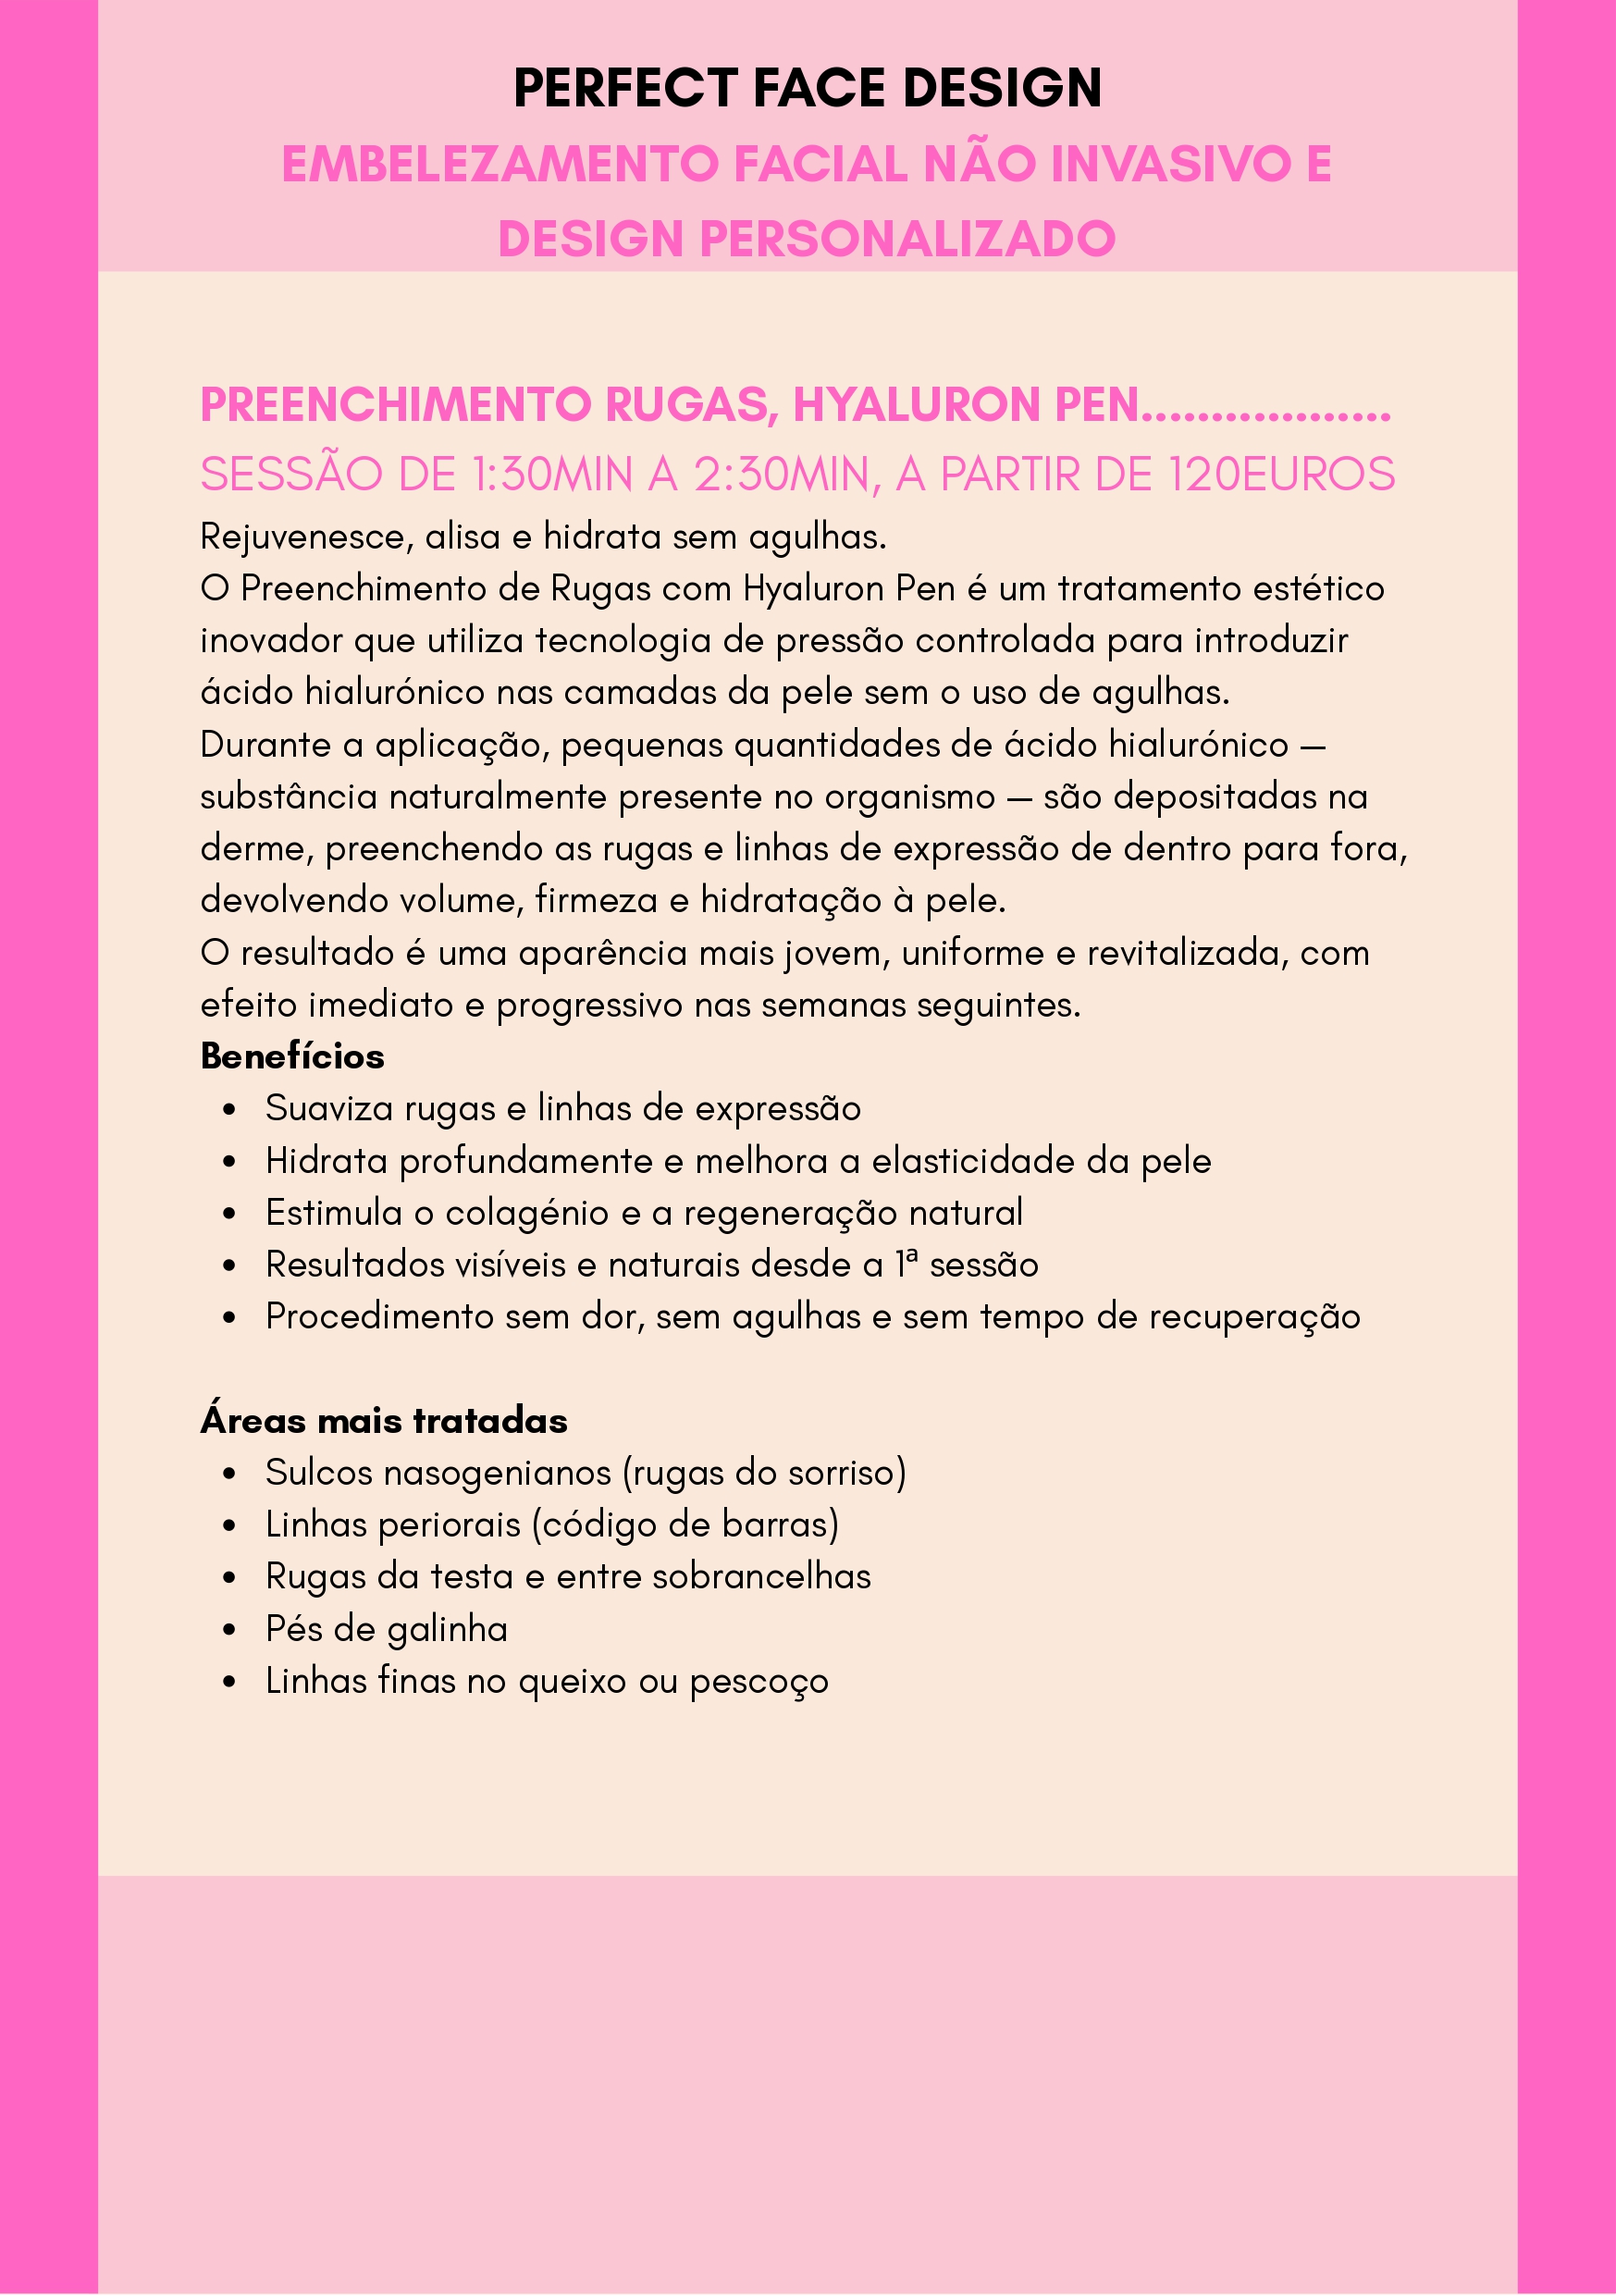 PERFECT FACE DESIGN
EMBELEZAMENTO FACIAL NÃO INVASIVO E
DESIGN PERSONALIZADO
PREENCHIMENTO RUGAS, HYALURON PEN..................
SESSÃO DE 1:30MIN A 2:30MIN, A PARTIR DE 120EUROS
Rejuvenesce, alisa e hidrata sem agulhas.
O Preenchimento de Rugas com Hyaluron Pen é um tratamento estético
inovador que utiliza tecnologia de pressão controlada para introduzir
ácido hialurónico nas camadas da pele sem o uso de agulhas.
Durante a aplicação, pequenas quantidades de ácido hialurónico —
substância naturalmente presente no organismo — são depositadas na
derme, preenchendo as rugas e linhas de expressão de dentro para fora,
devolvendo volume, firmeza e hidratação à pele.
O resultado é uma aparência mais jovem, uniforme e revitalizada, com
efeito imediato e progressivo nas semanas seguintes.
Benefícios
• Suaviza rugas e linhas de expressão
• Hidrata profundamente e melhora a elasticidade da pele
• Estimula o colagénio e a regeneração natural
• Resultados visíveis e naturais desde a 1ª sessão
• Procedimento sem dor, sem agulhas e sem tempo de recuperação
Áreas mais tratadas
• Sulcos nasogenianos (rugas do sorriso)
• Linhas periorais (código de barras)
• Rugas da testa e entre sobrancelhas
• Pés de galinha
• Linhas finas no queixo ou pescoço